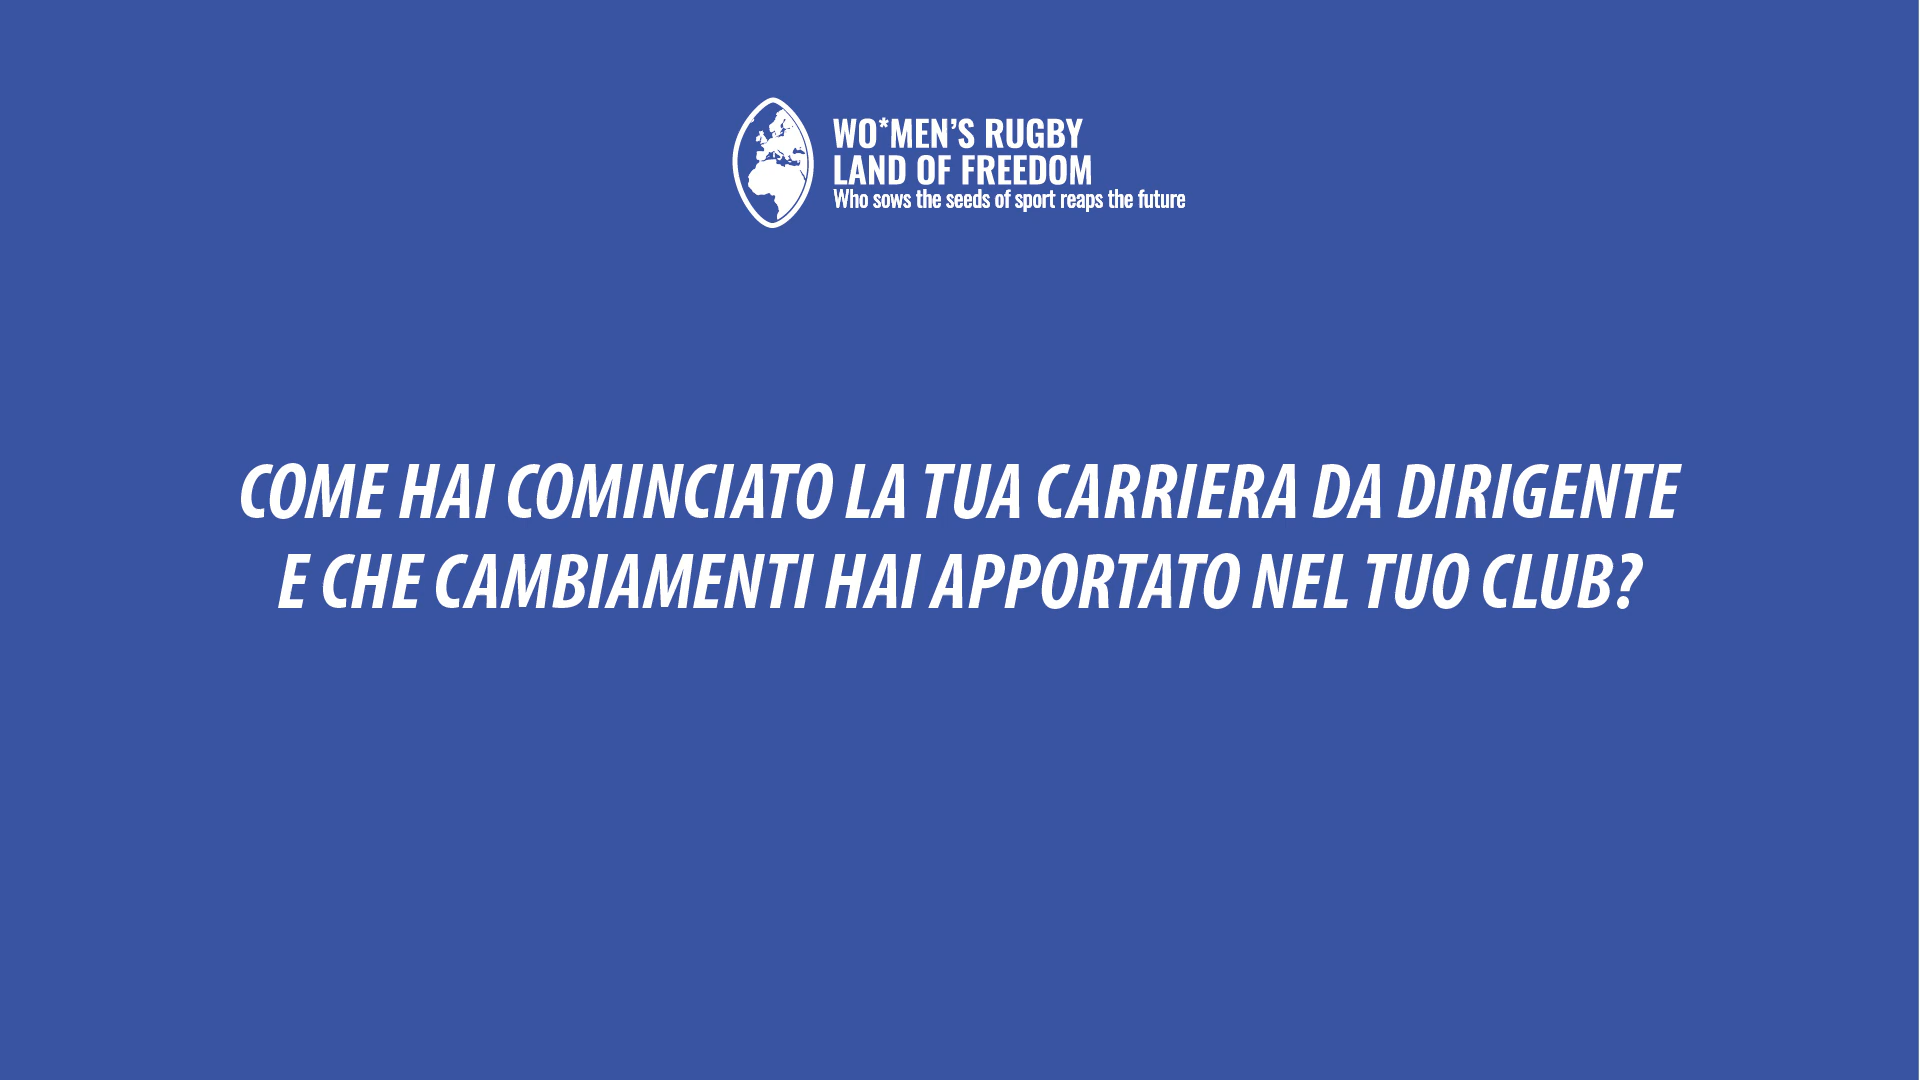 WO*MEN'S RUGBY
LAND OF FREEDOM
Who sows the seeds of sport reaps the future
COME HAI COMINCIATO LA TUA CARRIERA DA DIRIGENTE
E CHE CAMBIAMENTI HAI APPORTATO NEL TUO CLUB?